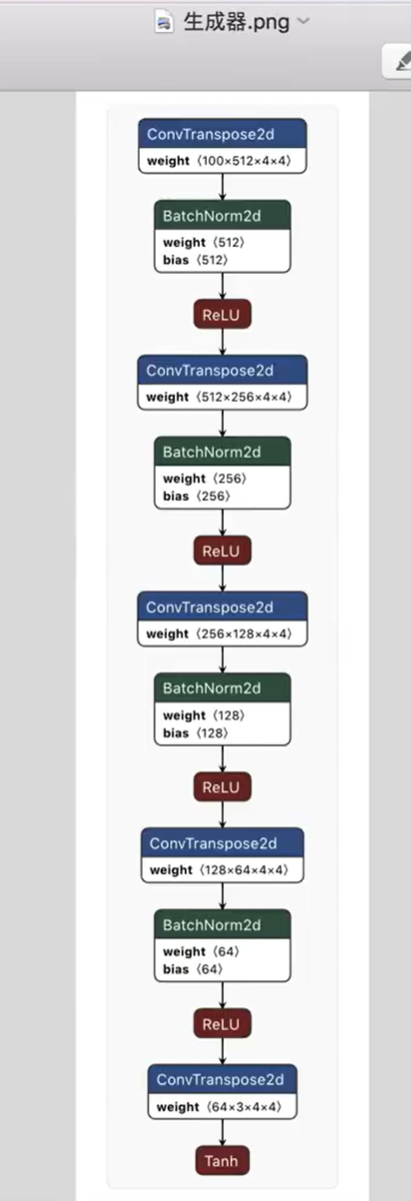 生成器.png
ConvTranspose2d
weight ⟨100×512×4×4⟩
BatchNorm2d
weight ⟨512⟩
bias ⟨512⟩
ReLU
ConvTranspose2d
weight ⟨512×256×4×4⟩
BatchNorm2d
weight ⟨256⟩
bias ⟨256⟩
ReLU
ConvTranspose2d
weight ⟨256×128×4×4⟩
BatchNorm2d
weight ⟨128⟩
bias ⟨128⟩
ReLU
ConvTranspose2d
weight ⟨128×64×4×4⟩
BatchNorm2d
weight ⟨64⟩
bias ⟨64⟩
ReLU
ConvTranspose2d
weight ⟨64×3×4×4⟩
Tanh